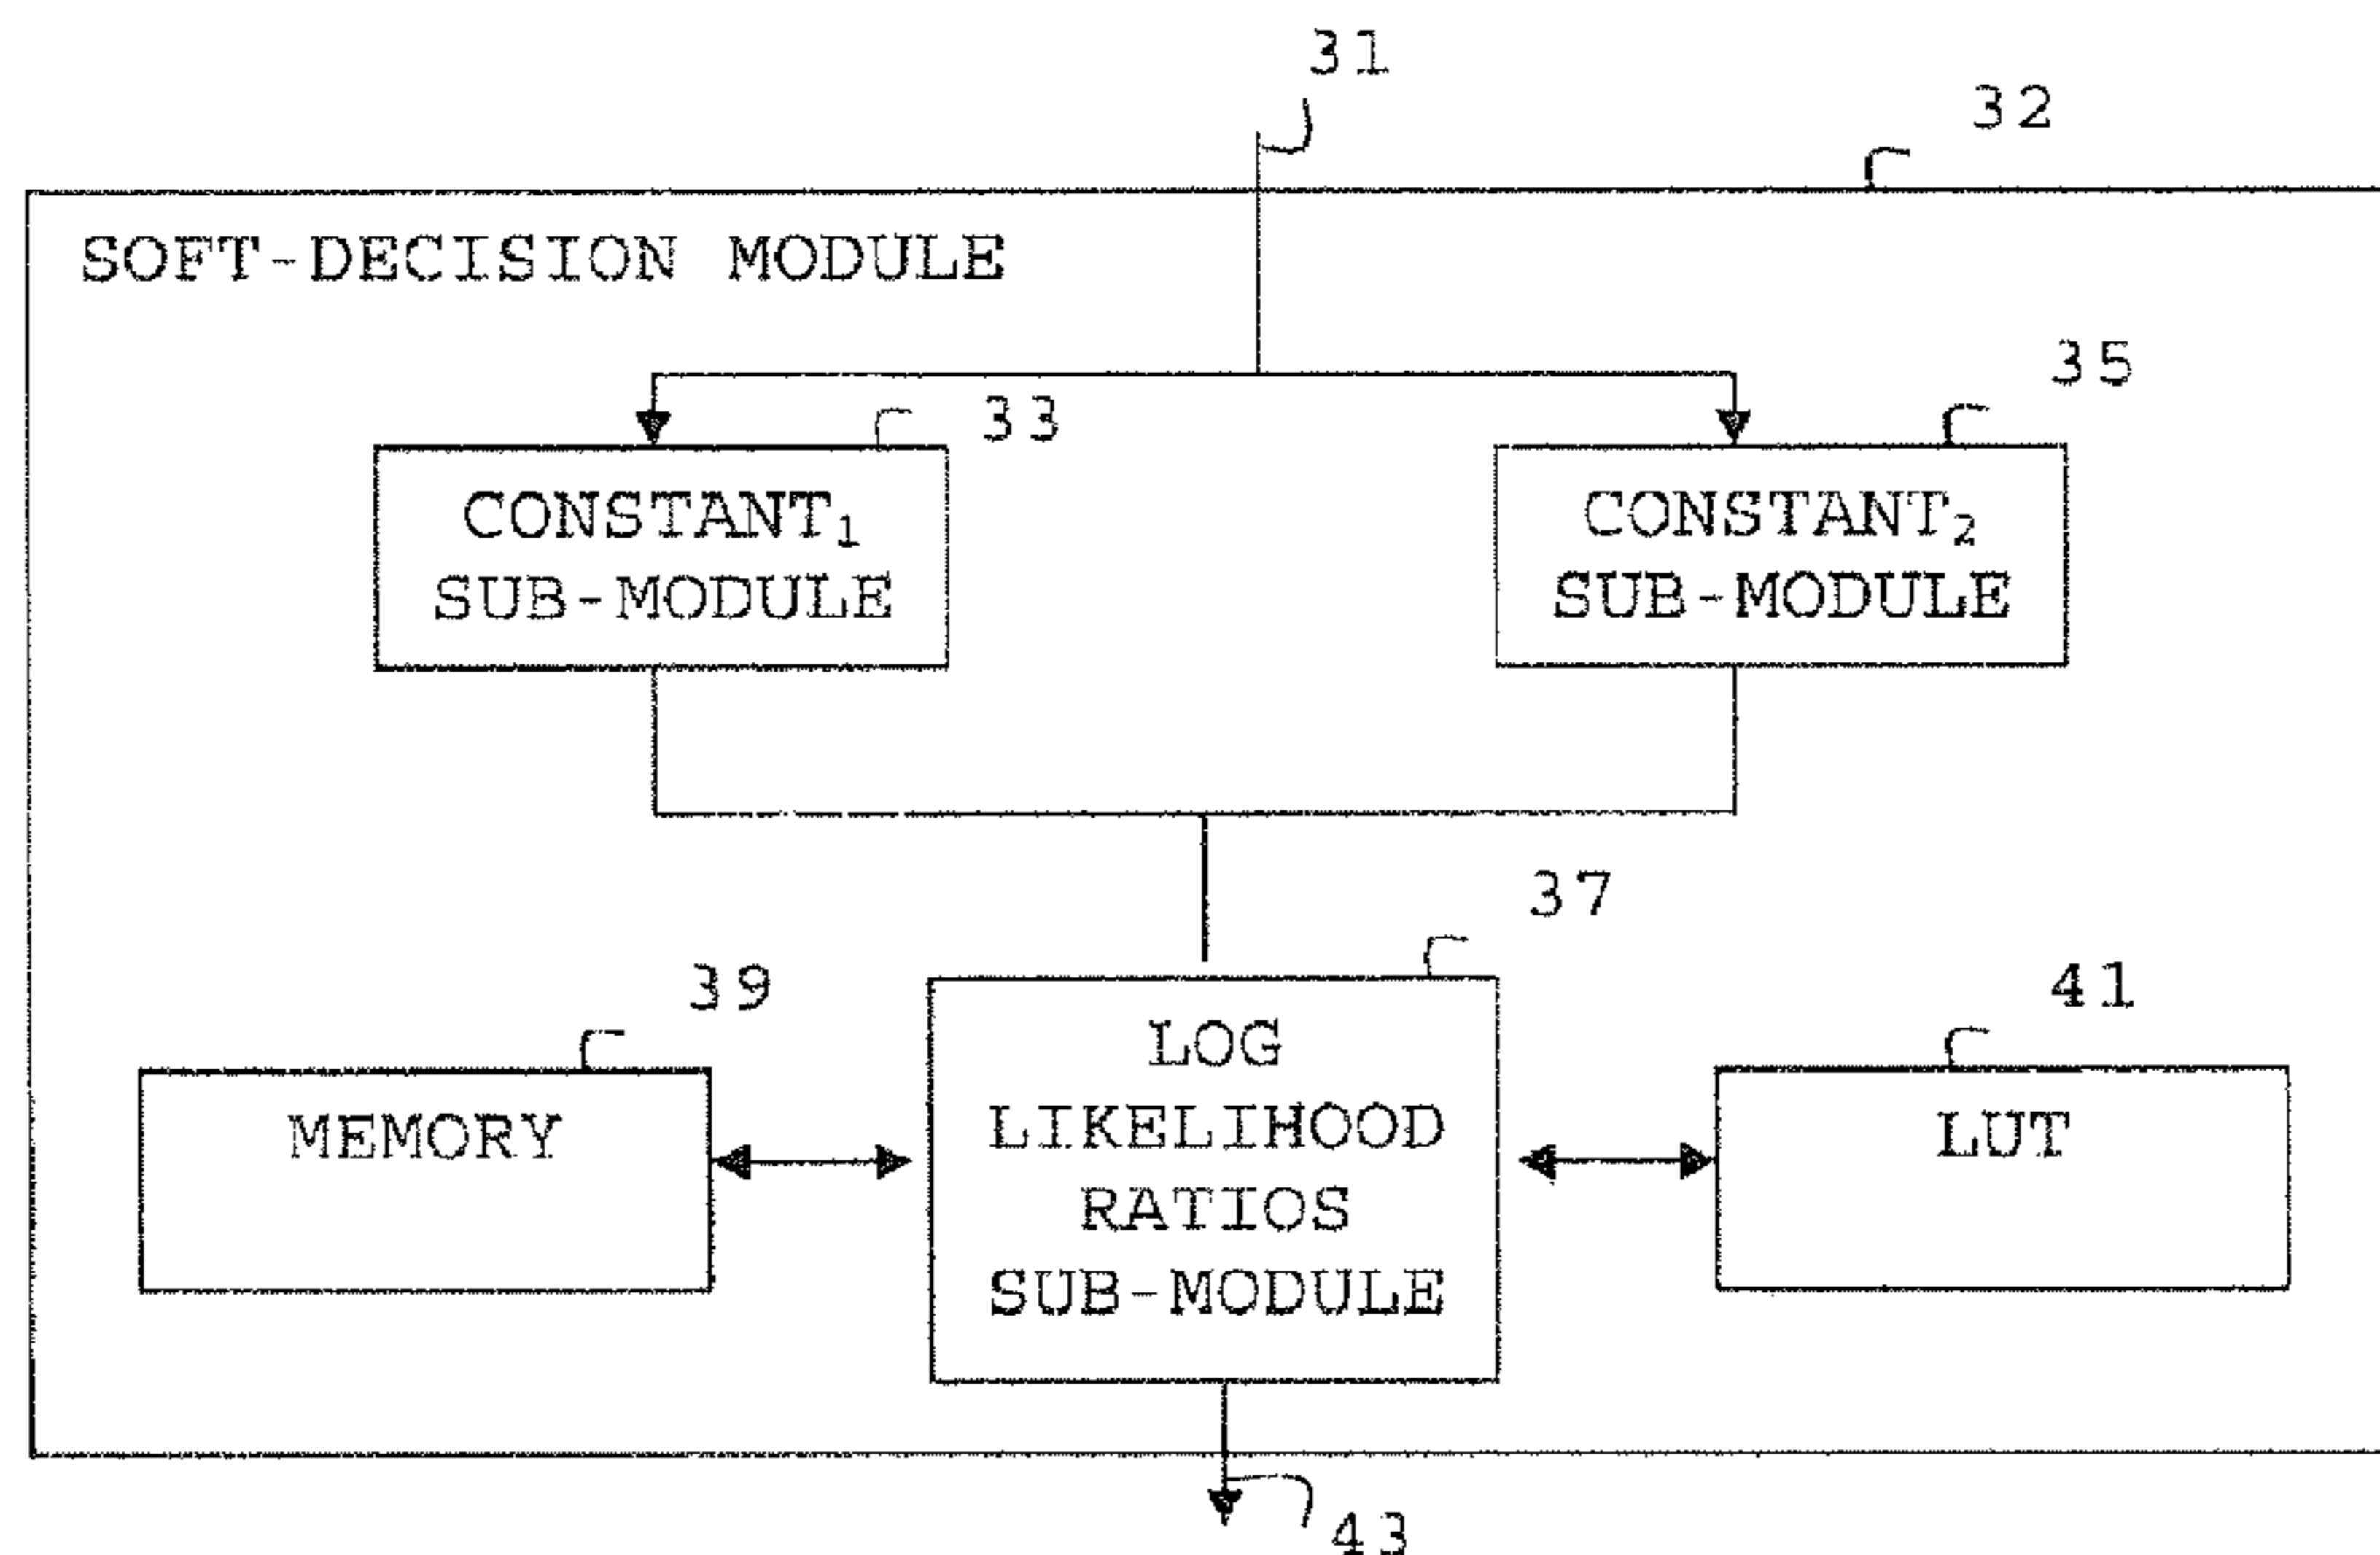 31
32
SOFT-DECISION MODULE
35
33
CONSTANT₁
SUB-MODULE
CONSTANT₂
SUB-MODULE
37
39
41
LOG
LIKELIHOOD
RATIOS
SUB-MODULE
MEMORY
LUT
43